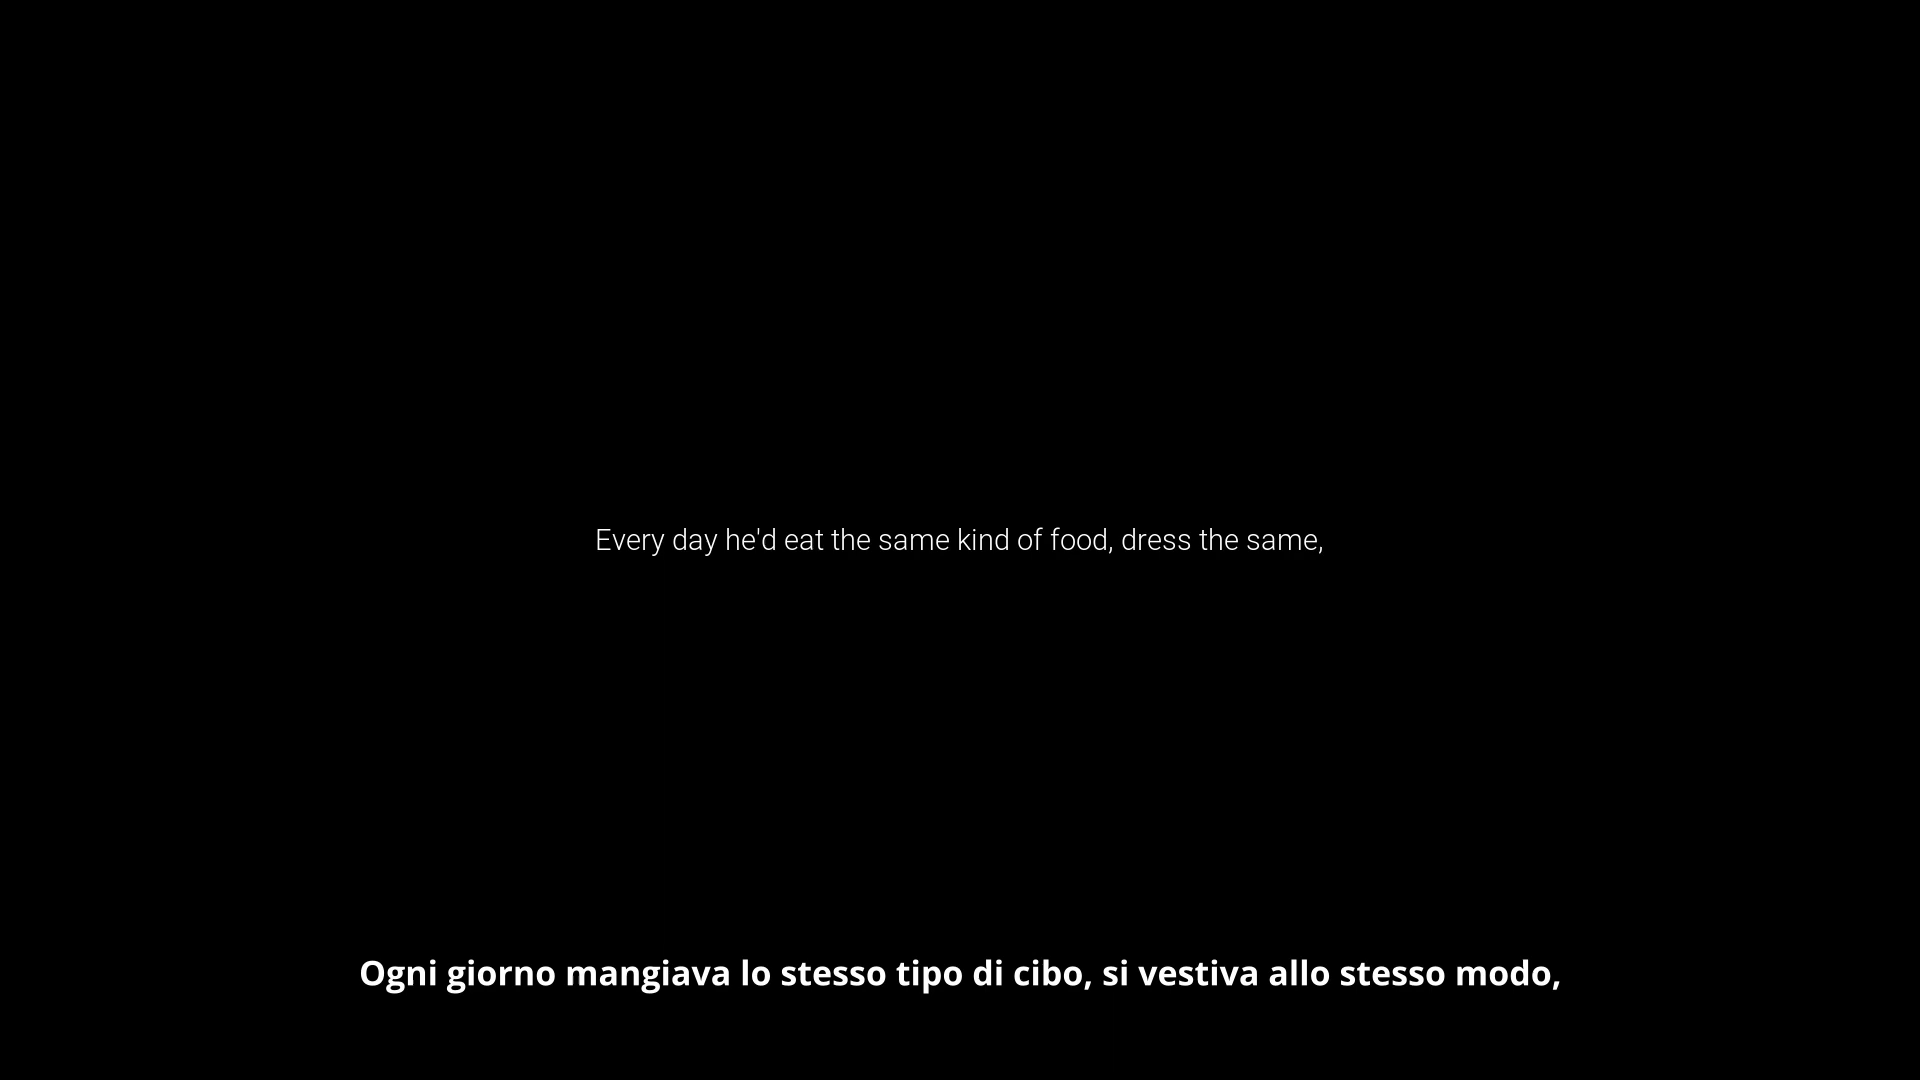 Every day he'd eat the same kind of food, dress the same,
Ogni giorno mangiava lo stesso tipo di cibo, si vestiva allo stesso modo,